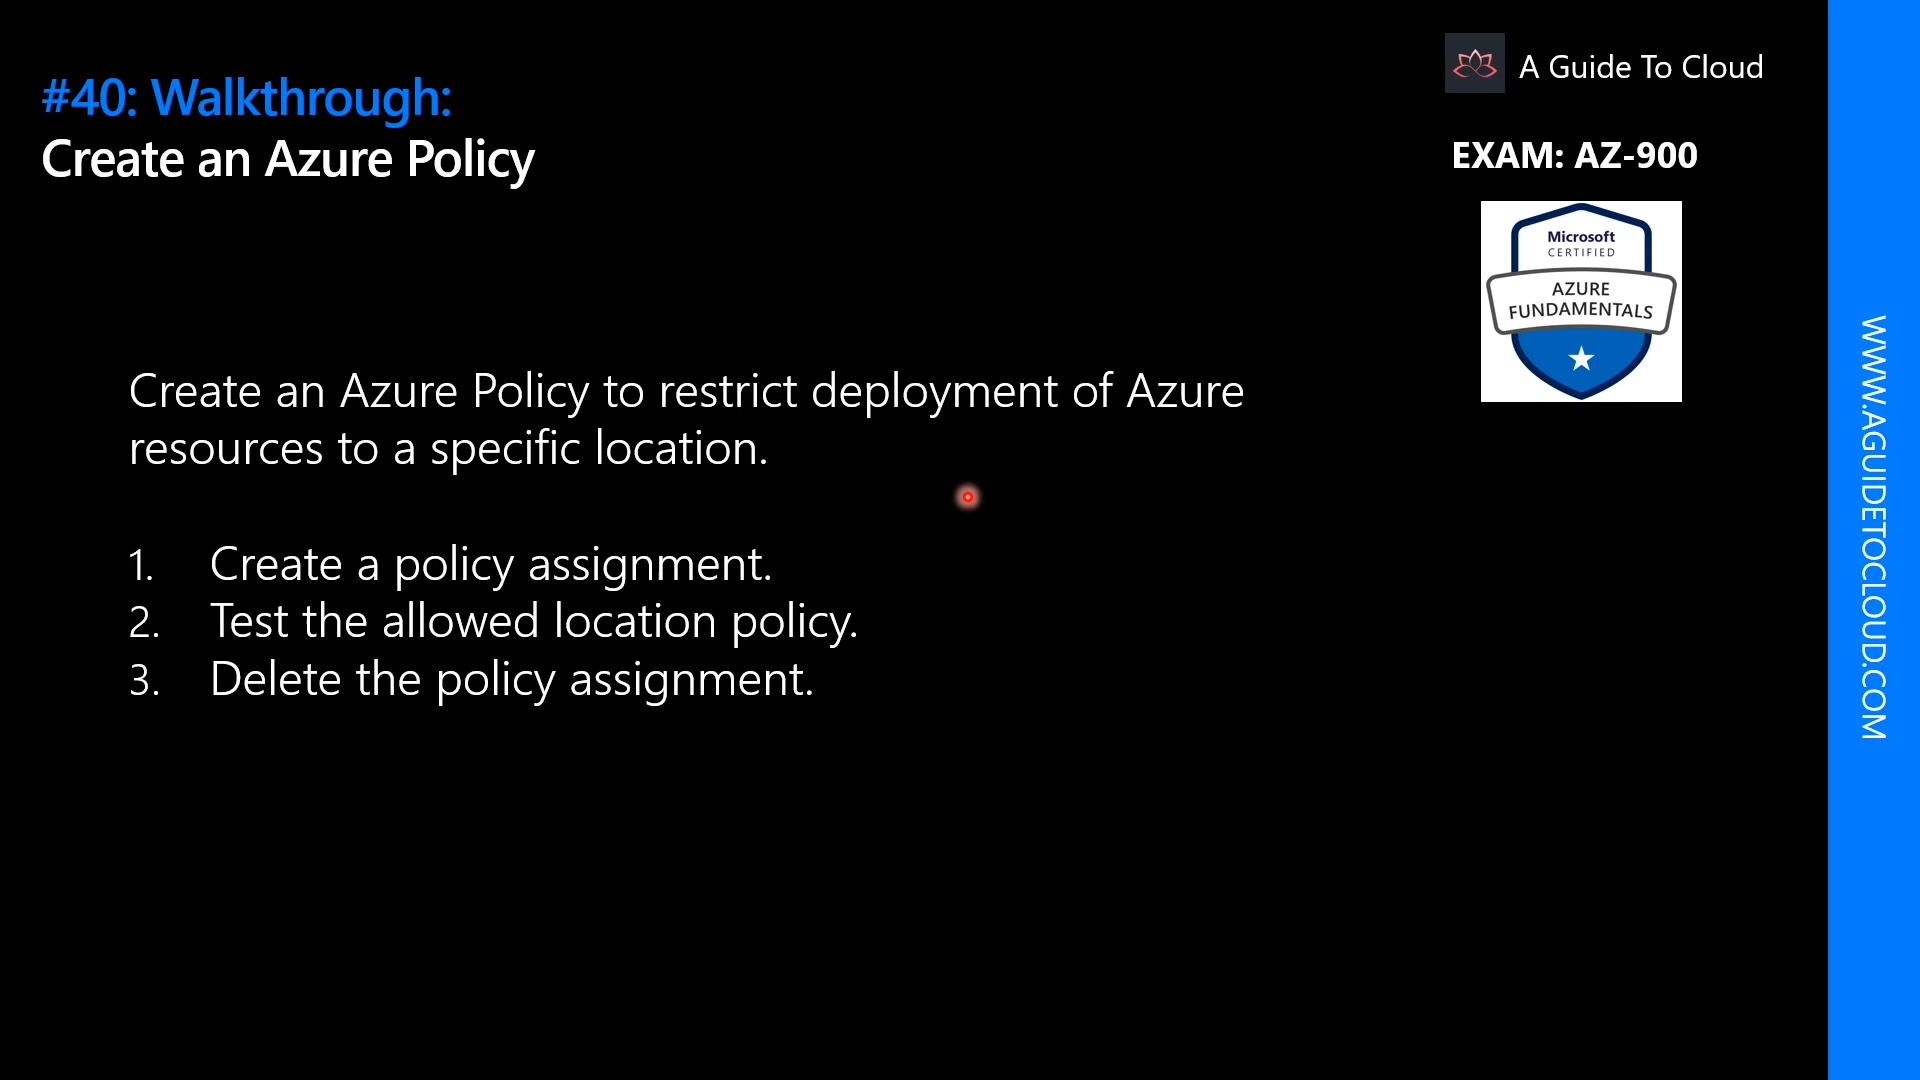 #40: Walkthrough:
Create an Azure Policy
A Guide To Cloud
EXAM: AZ-900
Microsoft
CERTIFIED
AZURE
FUNDAMENTALS
Create an Azure Policy to restrict deployment of Azure
resources to a specific location.
1. Create a policy assignment.
2. Test the allowed location policy.
3. Delete the policy assignment.
WWW.AGUIDETOCLOUD.COM